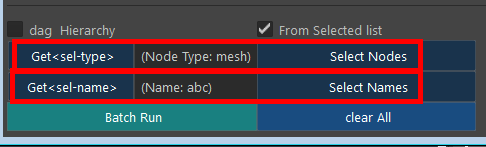 dag Hierarchy From Selected list
Get<sel-type> (Node Type: mesh) Select Nodes
Get<sel-name> (Name: abc) Select Names
Batch Run clear All